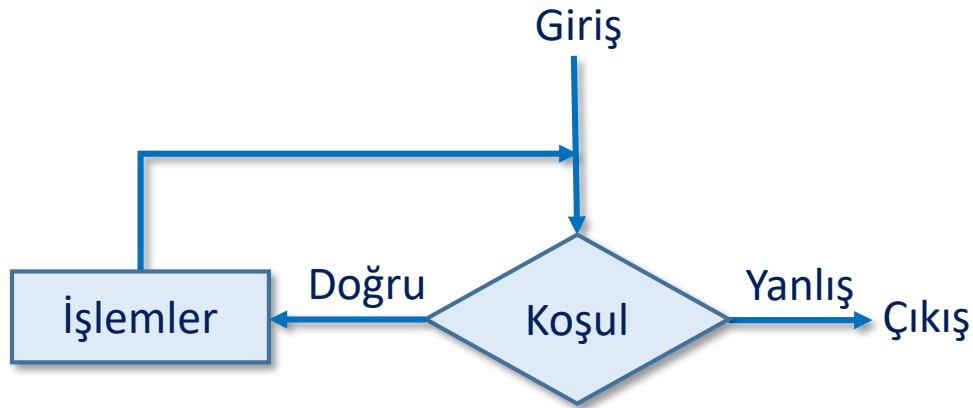 Giriş
Doğru
Yanlış
İşlemler
Koşul
Çıkış